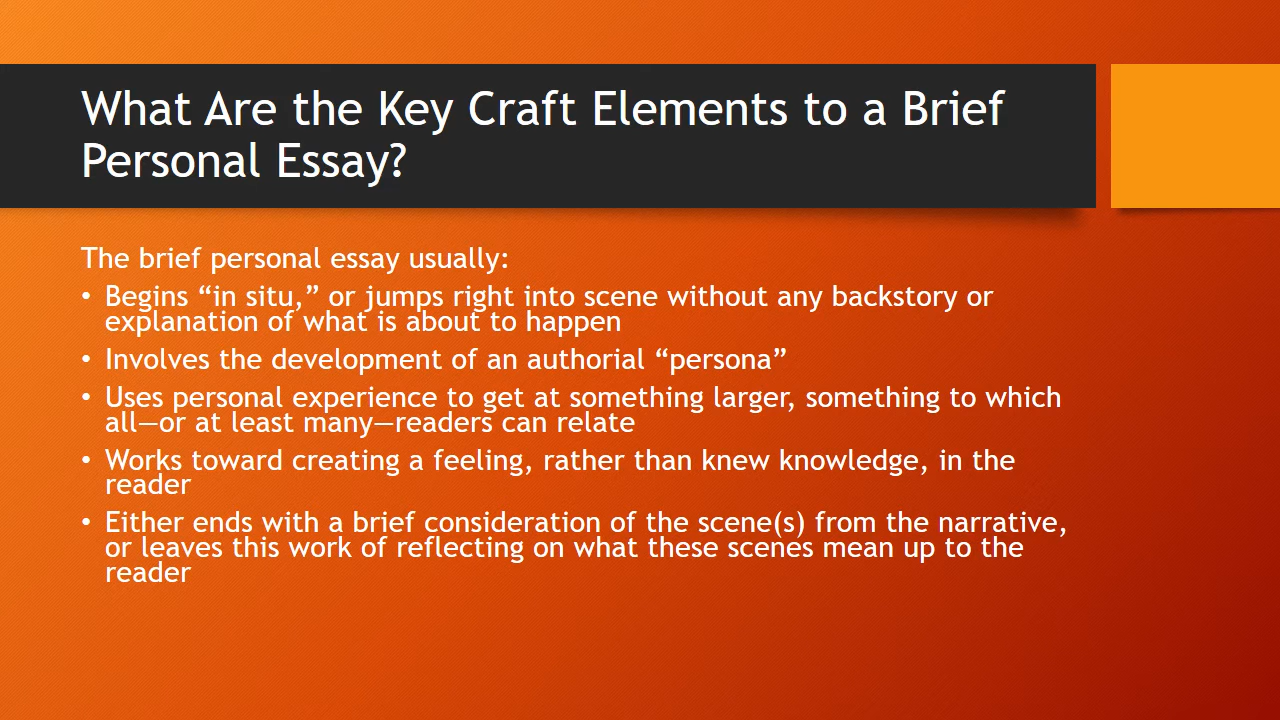 What Are the Key Craft Elements to a Brief
Personal Essay?
The brief personal essay usually:
• Begins “in situ,” or jumps right into scene without any backstory or
explanation of what is about to happen
• Involves the development of an authorial “persona”
• Uses personal experience to get at something larger, something to which
all—or at least many—readers can relate
• Works toward creating a feeling, rather than knew knowledge, in the
reader
• Either ends with a brief consideration of the scene(s) from the narrative,
or leaves this work of reflecting on what these scenes mean up to the
reader